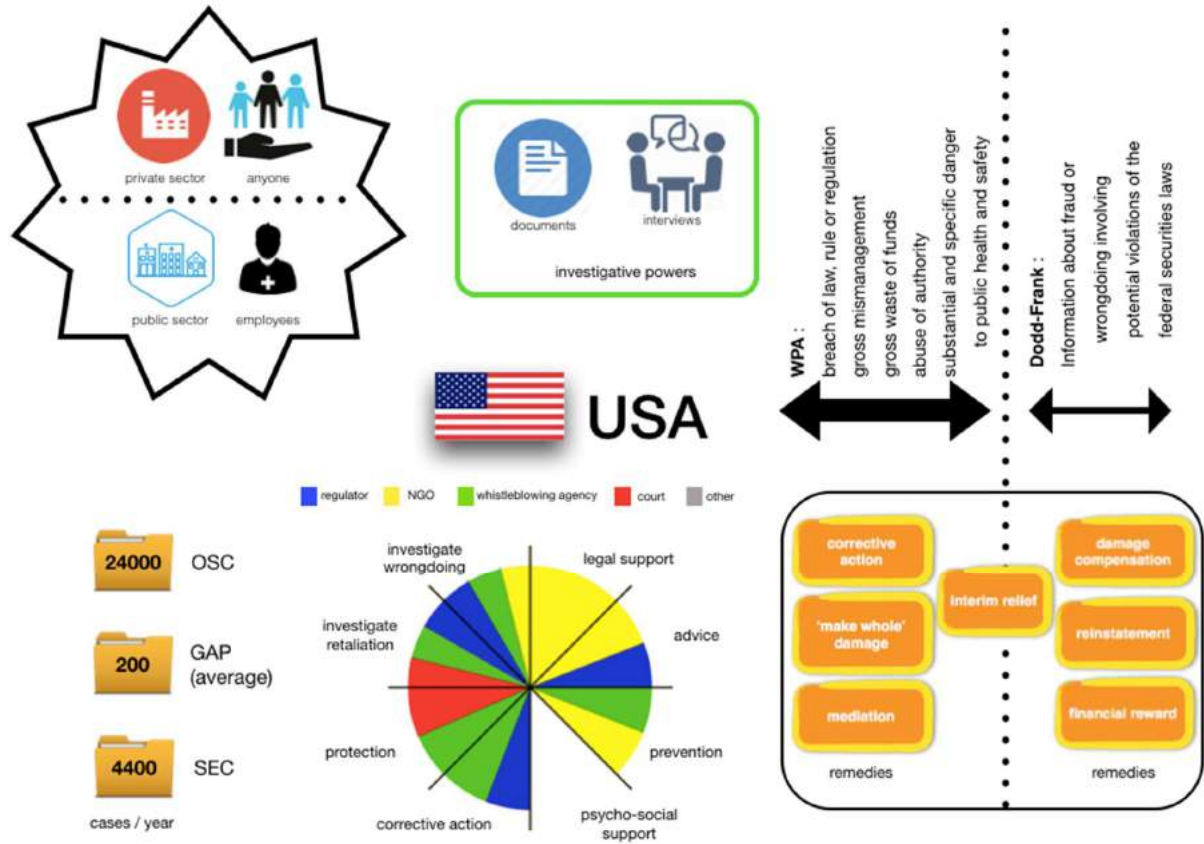 private sector
anyone
public sector
employees
documents
interviews
investigative powers
WPA :
breach of law, rule or regulation
gross mismanagement
gross waste of funds
abuse of authority
substantial and specific danger
to public health and safety
Dodd-Frank :
Information about fraud or
wrongdoing involving
potential violations of the
federal securities laws
USA
regulator
NGO
whistleblowing agency
court
other
24000
OSC
200
GAP
(average)
4400
SEC
cases / year
investigate
wrongdoing
legal support
investigate
retaliation
advice
protection
prevention
corrective action
psycho-social
support
corrective
action
'make whole'
damage
mediation
remedies
interim relief
damage
compensation
reinstatement
financial reward
remedies